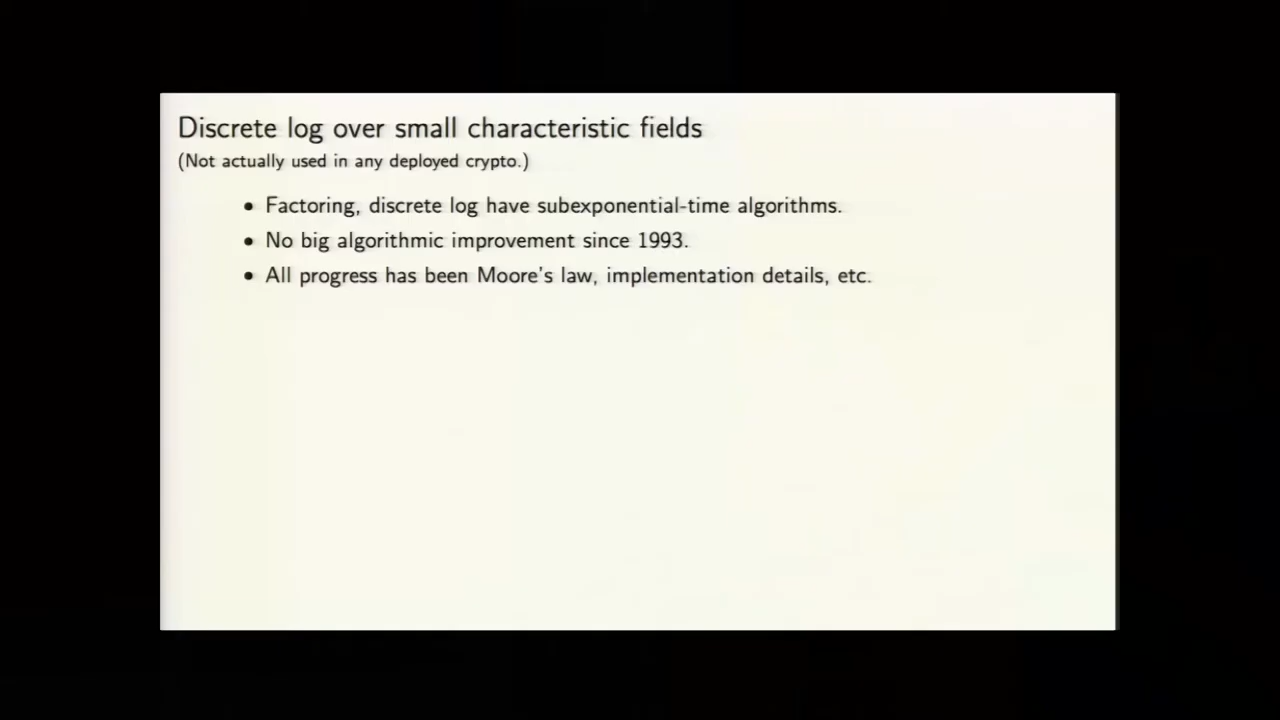 Discrete log over small characteristic fields
(Not actually used in any deployed crypto.)
• Factoring, discrete log have subexponential-time algorithms.
• No big algorithmic improvement since 1993.
• All progress has been Moore's law, implementation details, etc.